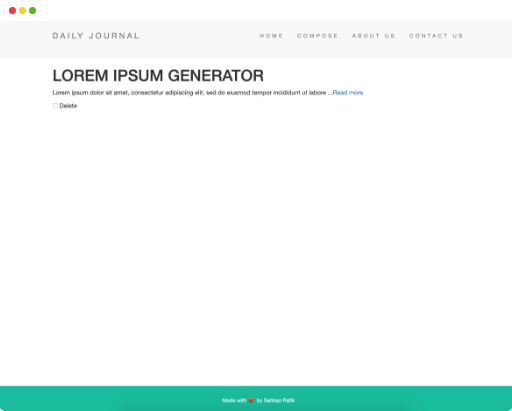 DAILY JOURNAL
HOME COMPOSE ABOUT US CONTACT US
LOREM IPSUM GENERATOR
Lorem ipsum dolor sit amet, consectetur adipiscing elit, sed do eiusmod tempor incididunt ut labore ...Read more
Delete
Made with ❤️ by Sahbaz Rafik